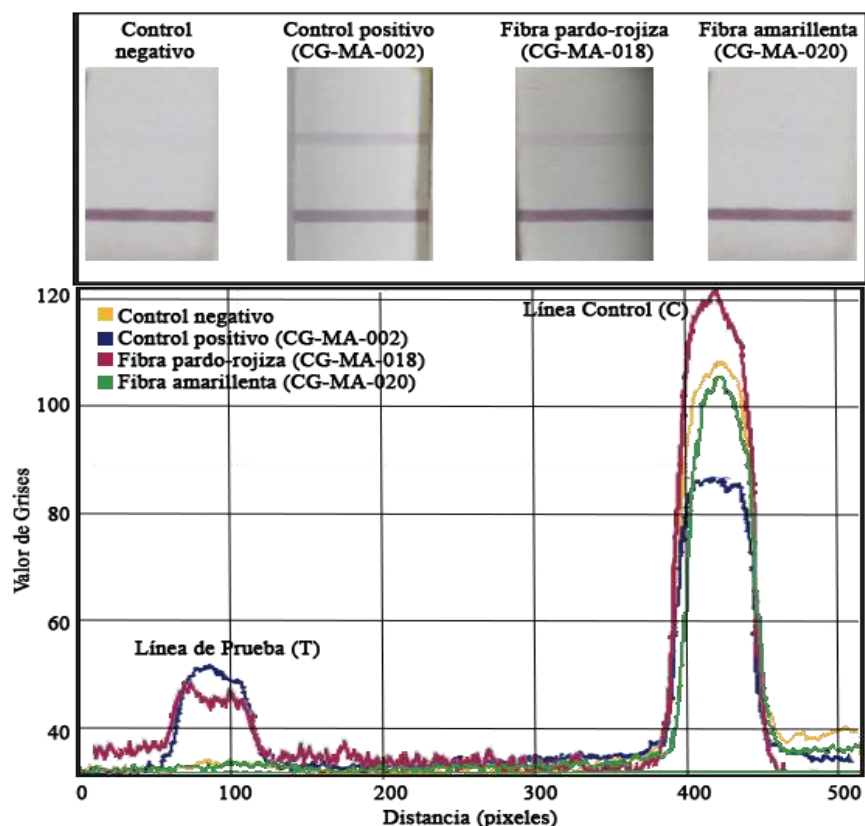 Control
negativo
Control positivo
(CG-MA-002)
Fibra pardo-rojiza
(CG-MA-018)
Fibra amarillenta
(CG-MA-020)
120
100
80
60
40
Valor de Grises
Control negativo
Control positivo (CG-MA-002)
Fibra pardo-rojiza (CG-MA-018)
Fibra amarillenta (CG-MA-020)
Línea Control (C)
Línea de Prueba (T)
0 100 200 300 400 500
Distancia (pixeles)